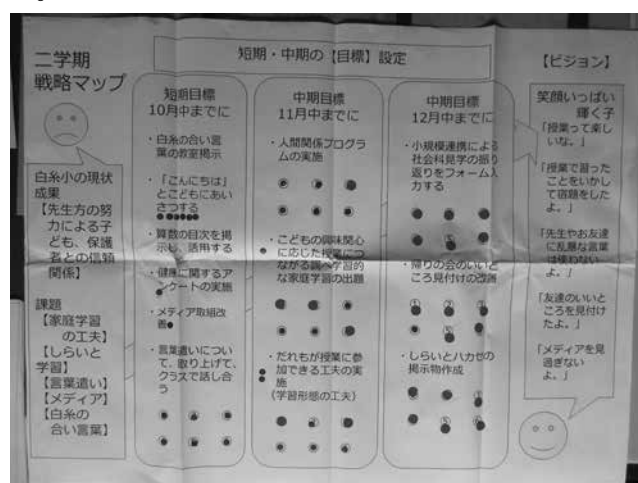 二学期
戦略マップ
短期・中期の【目標】設定
【ビジョン】
白糸小の現状
成果
【先生方の努
力による子
ども、保護
者との信頼
関係】
課題
【家庭学習
の工夫】
【しらいと
学習】
【言葉遣い】
【メディア】
【白糸の
合い言葉】
短期目標
10月中までに
・白糸の合い言
葉の教室掲示
・「こんにちは」
とこどもにあい
さつする
・算数の目次を掲
示し、活用する
・健康に関するア
ンケートの実施
・メディア取組改
善
・言葉遣いについ
て、取り上げて、
クラスで話し合
う
中期目標
11月中までに
・人間関係プログラ
ムの実施
・こどもの興味関心
に応じた授業につ
ながる調べ学習的
な家庭学習の出題
・だれもが授業に参
加できる工夫の実
施
(学習形態の工夫)
中期目標
12月中までに
・小規模連携による
社会科見学の振り
返りをフォーム入
力する
・帰りの会のいいと
ころ見付けの改善
・しらいとハカセの
掲示物作成
笑顔いっぱい
輝く子
「授業って楽し
いな。」
「授業で習った
ことをいかし
て宿題をした
よ。」
「先生やお友達
に乱暴な言葉
は使わない
よ。」
「友達のいいと
ころを見付け
たよ。」
「メディアを見
過ぎない
よ。」